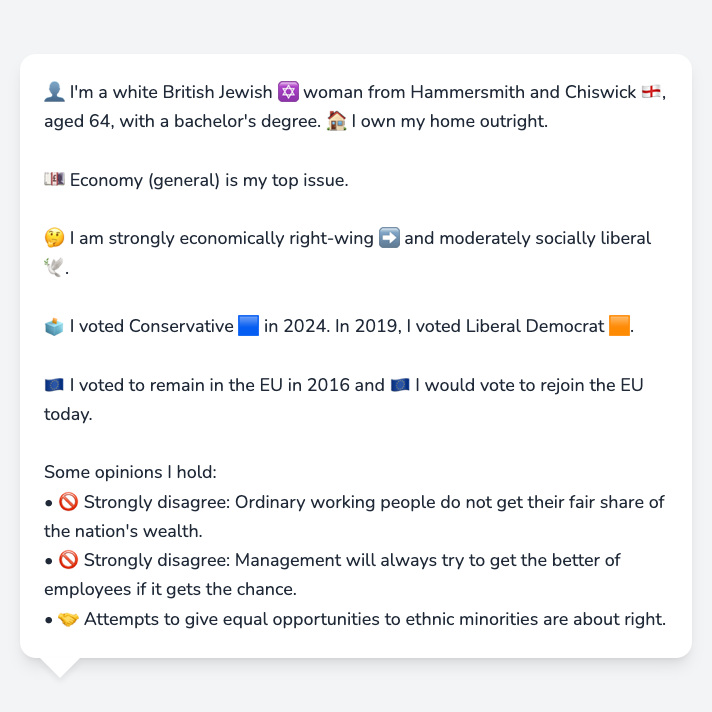 👤 I'm a white British Jewish ✡️ woman from Hammersmith and Chiswick 🏴󠁧󠁢󠁥󠁮󠁧󠁿,
aged 64, with a bachelor's degree. 🏠 I own my home outright.
💷 Economy (general) is my top issue.
🤔 I am strongly economically right-wing ➡️ and moderately socially liberal
🕊️.
🗳️ I voted Conservative 🟦 in 2024. In 2019, I voted Liberal Democrat 🟧.
🇪🇺 I voted to remain in the EU in 2016 and 🇪🇺 I would vote to rejoin the EU
today.
Some opinions I hold:
• 🚫 Strongly disagree: Ordinary working people do not get their fair share of
the nation's wealth.
• 🚫 Strongly disagree: Management will always try to get the better of
employees if it gets the chance.
• 🤝 Attempts to give equal opportunities to ethnic minorities are about right.